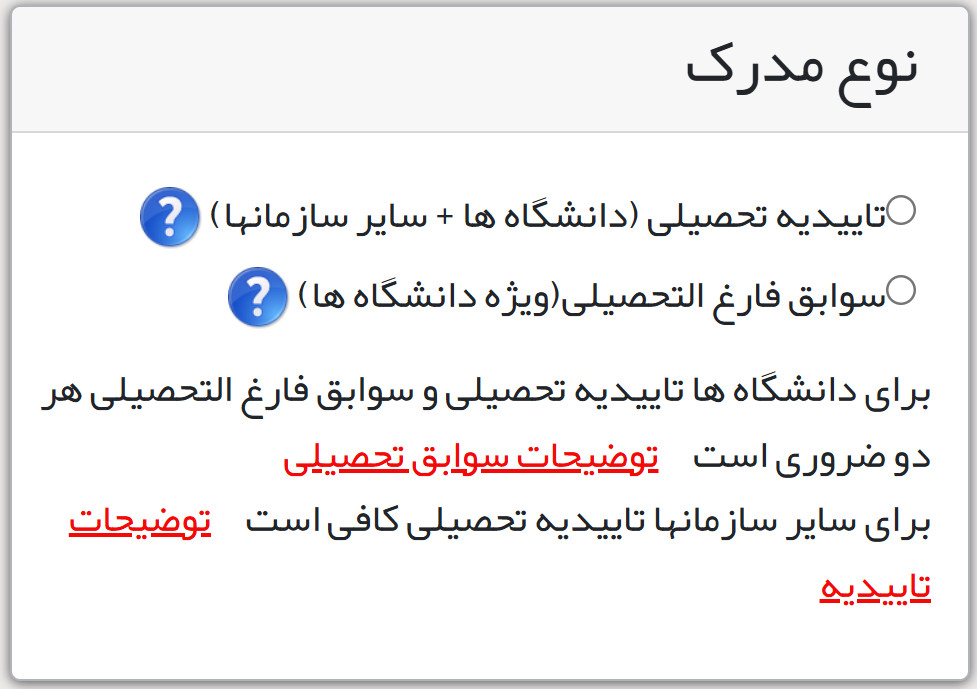 نوع مدرک
تاییدیه تحصیلی (دانشگاه ها + سایر سازمانها) ?
سوابق فارغ التحصیلی(ویژه دانشگاه ها) ?
برای دانشگاه ها تاییدیه تحصیلی و سوابق فارغ التحصیلی هر
دو ضروری است توضیحات سوابق تحصیلی
برای سایر سازمانها تاییدیه تحصیلی کافی است توضیحات
تاییدیه